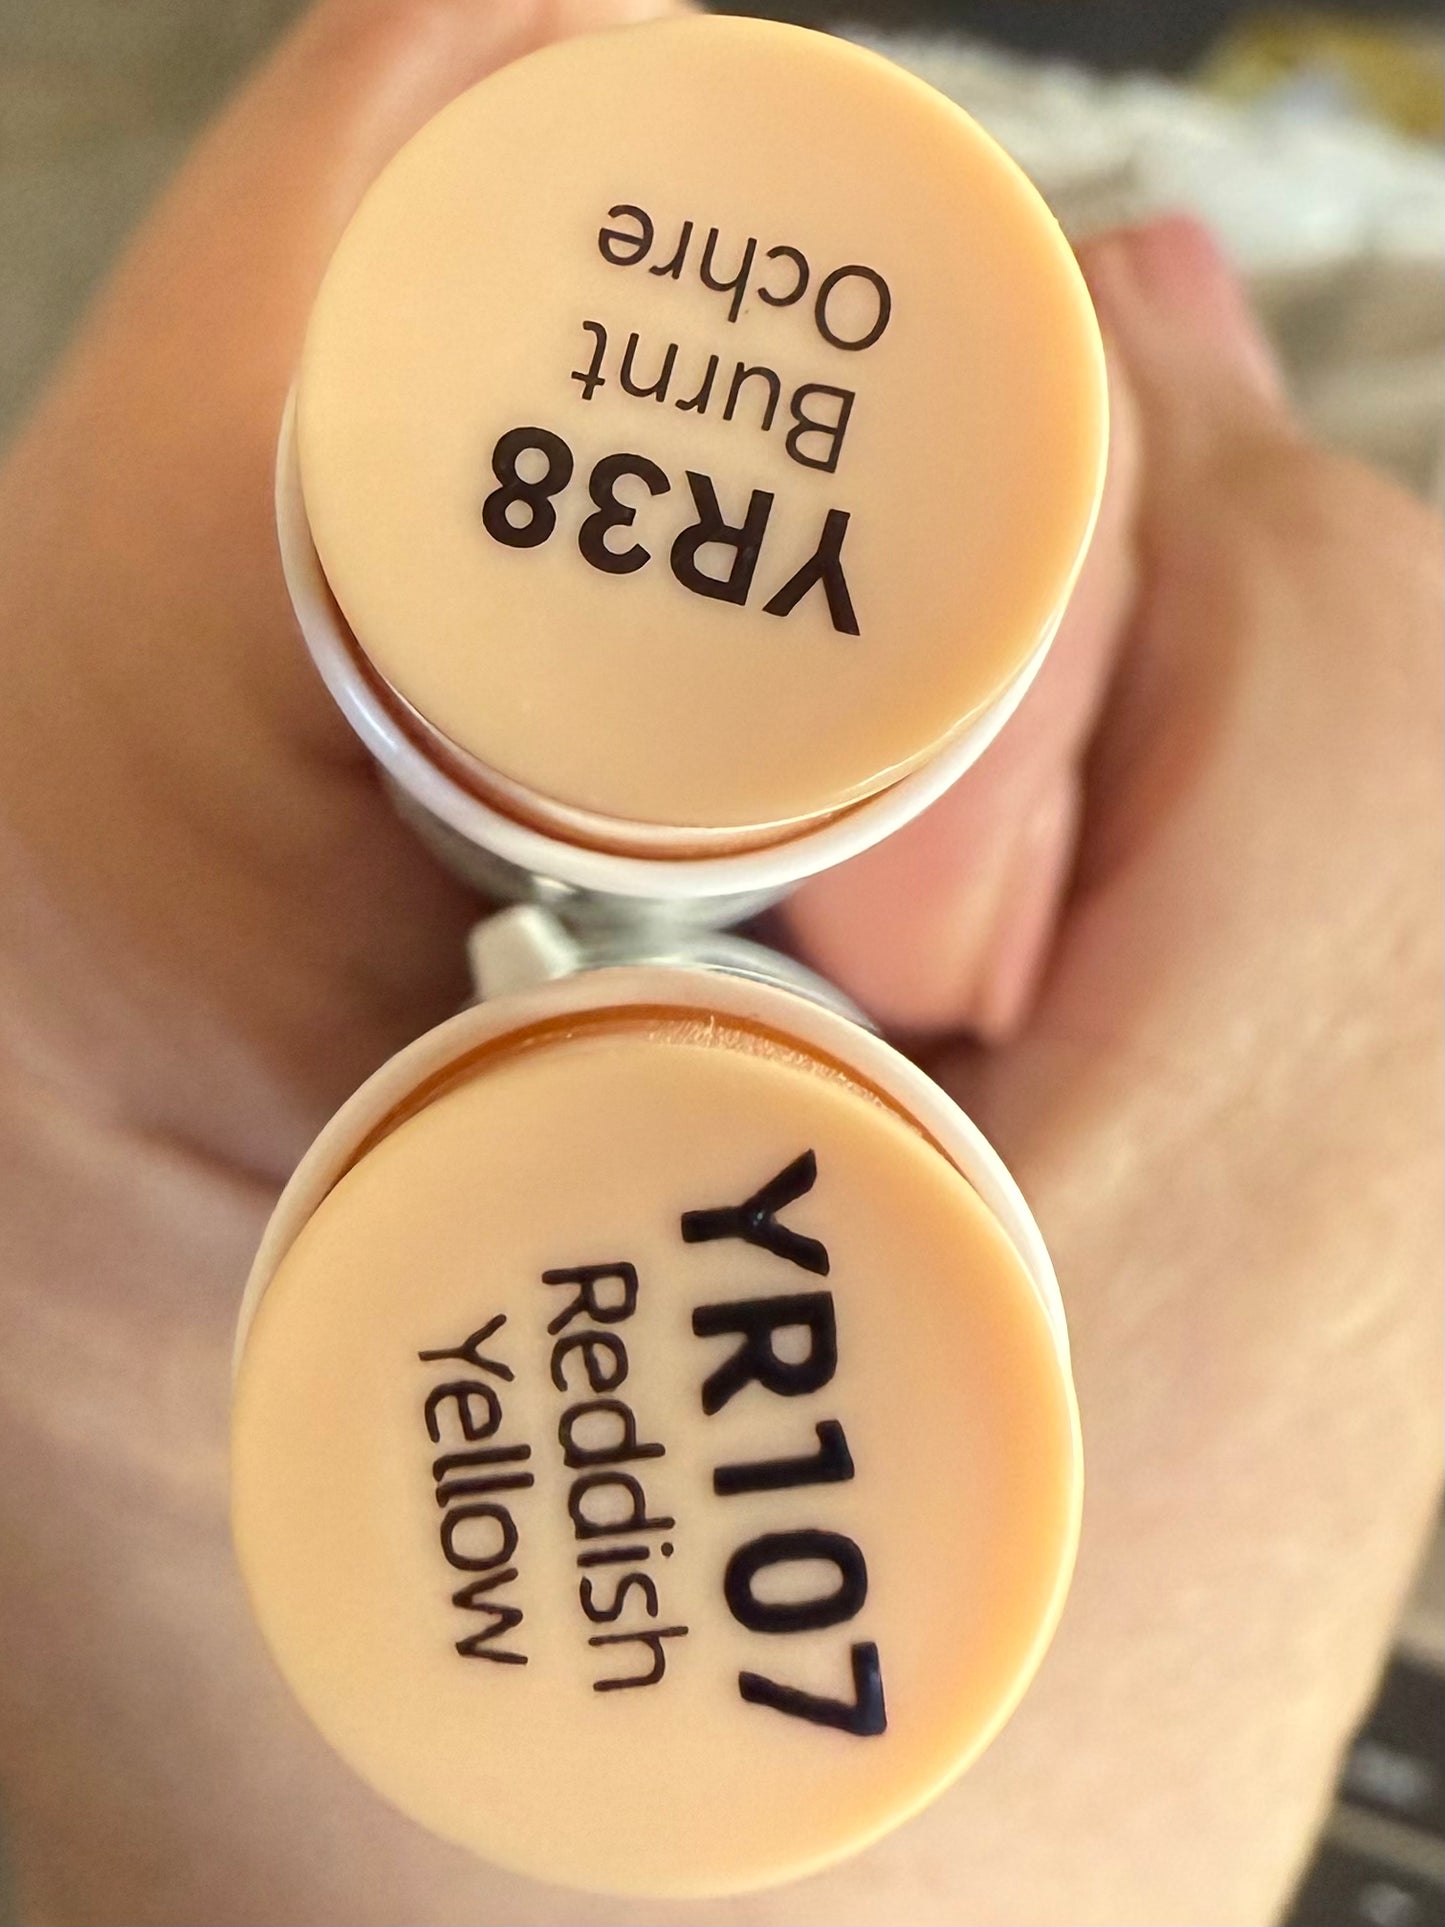 YR38
Burnt
Ochre
YR107
Reddish
Yellow